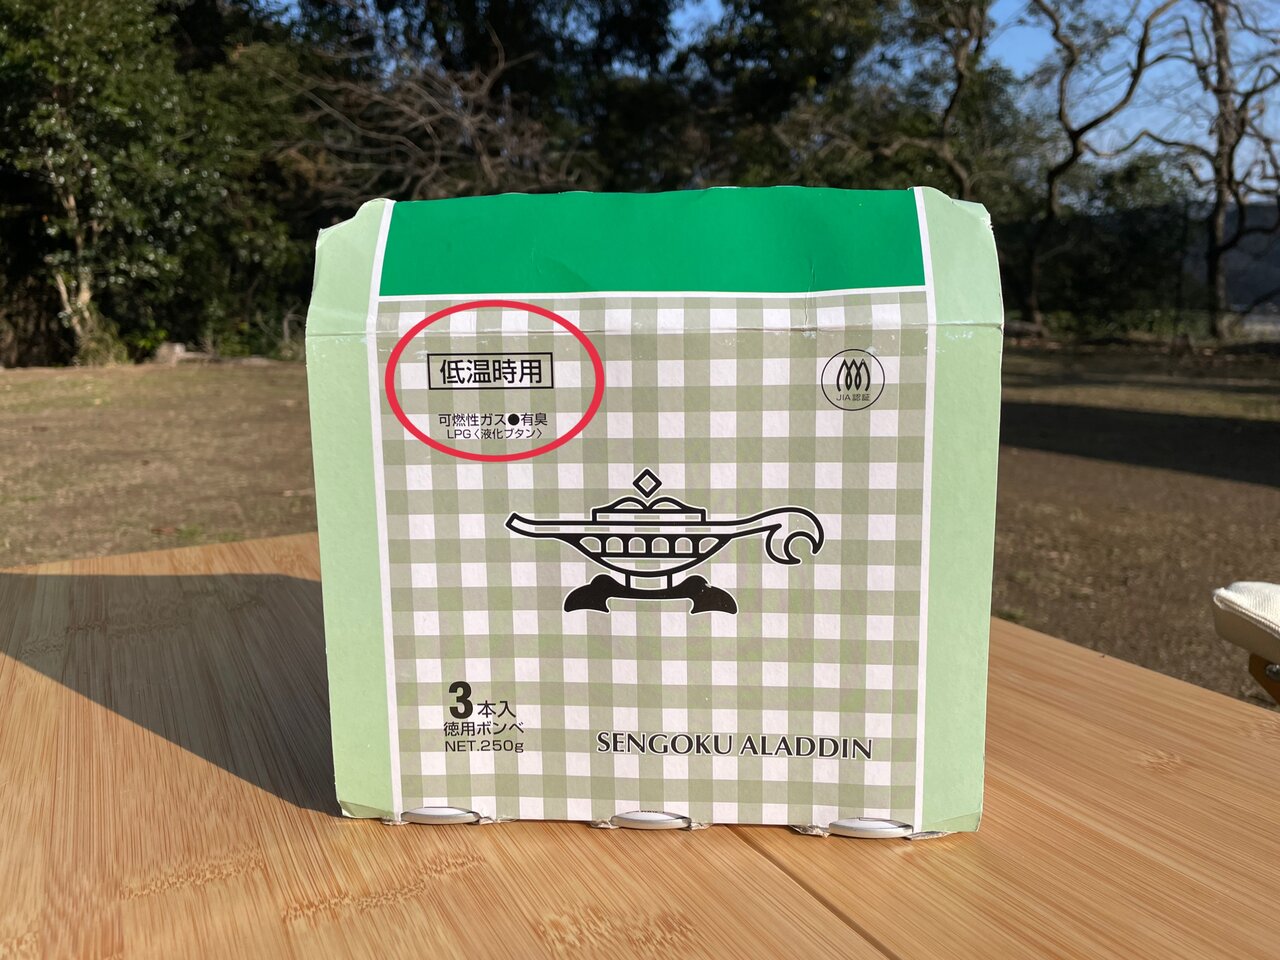 低温時用
可燃性ガス●有臭
LPG〈液化ブタン〉
JIA認証
3本入
徳用ボンベ
NET.250g
SENGOKU ALADDIN